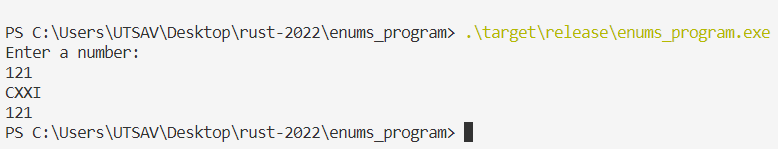 PS C:\Users\UTSAV\Desktop\rust-2022\enums_program> .\target\release\enums_program.exe
Enter a number:
121
CXXI
121
PS C:\Users\UTSAV\Desktop\rust-2022\enums_program>